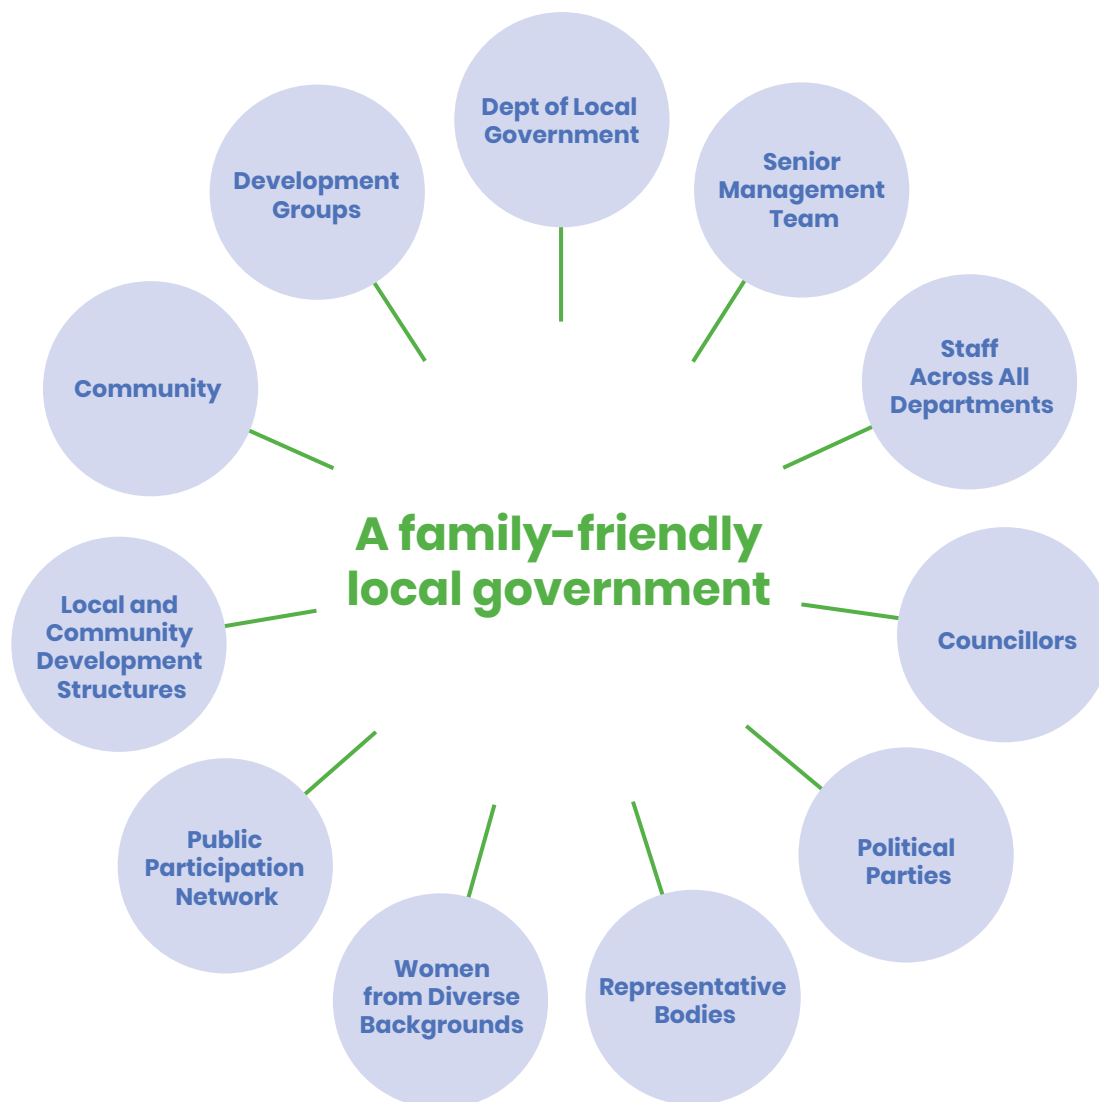 Dept of Local
Government
Senior
Management
Team
Staff
Across All
Departments
Councillors
Political
Parties
Representative
Bodies
Women
from Diverse
Backgrounds
Public
Participation
Network
Local and
Community
Development
Structures
Community
Development
Groups
A family-friendly
local government